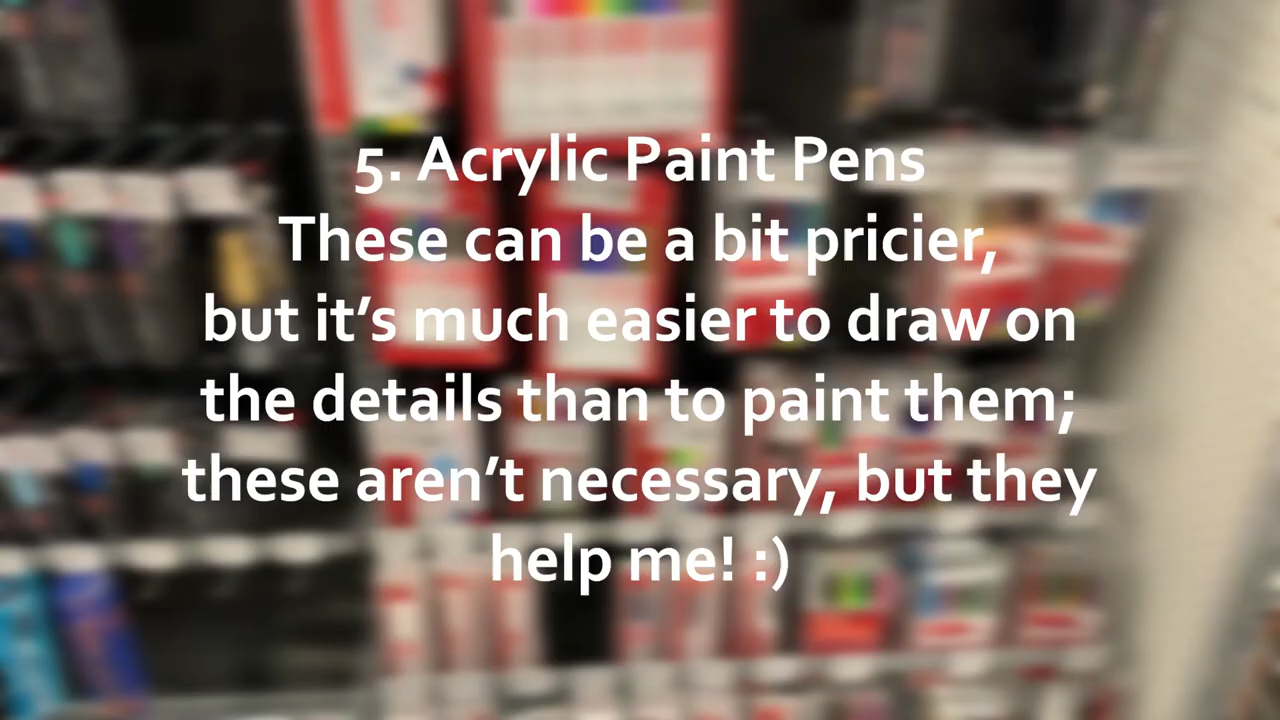 5. Acrylic Paint Pens
These can be a bit pricier,
but it’s much easier to draw on
the details than to paint them;
these aren’t necessary, but they
help me! :)